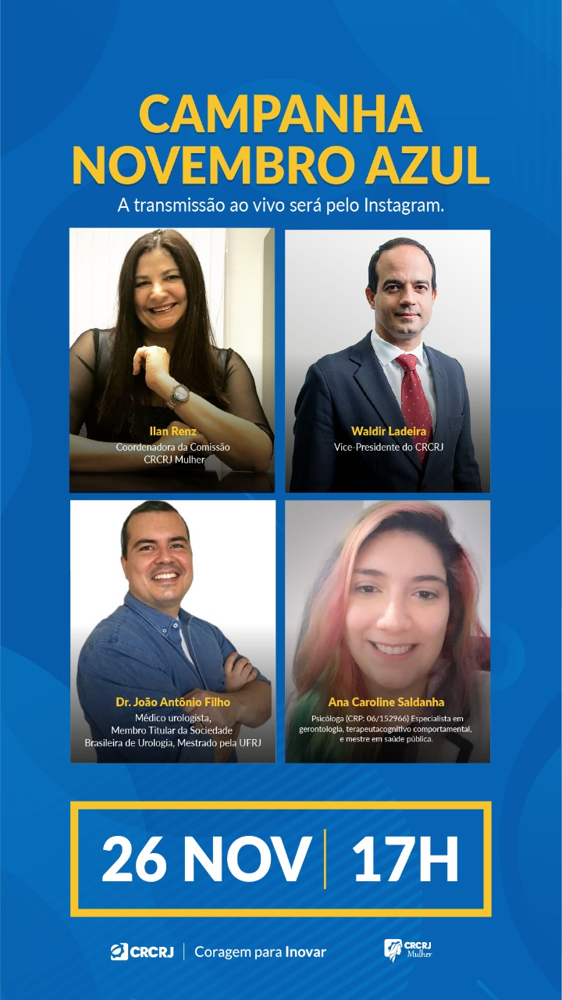 CAMPANHA
NOVEMBRO AZUL
A transmissão ao vivo será pelo Instagram.
Ilan Renz
Coordenadora da Comissão
CRCRJ Mulher
Waldir Ladeira
Vice-Presidente do CRCRJ
Dr. João Antônio Filho
Médico urologista,
Membro Titular da Sociedade
Brasileira de Urologia, Mestrado pela UFRJ
Ana Caroline Saldanha
Psicóloga (CRP: 06/152966) Especialista em
gerontologia, terapeutacognitivo comportamental,
e mestre em saúde pública.
26 NOV | 17H
CRCRJ | Coragem para Inovar
CRCRJ
Mulher